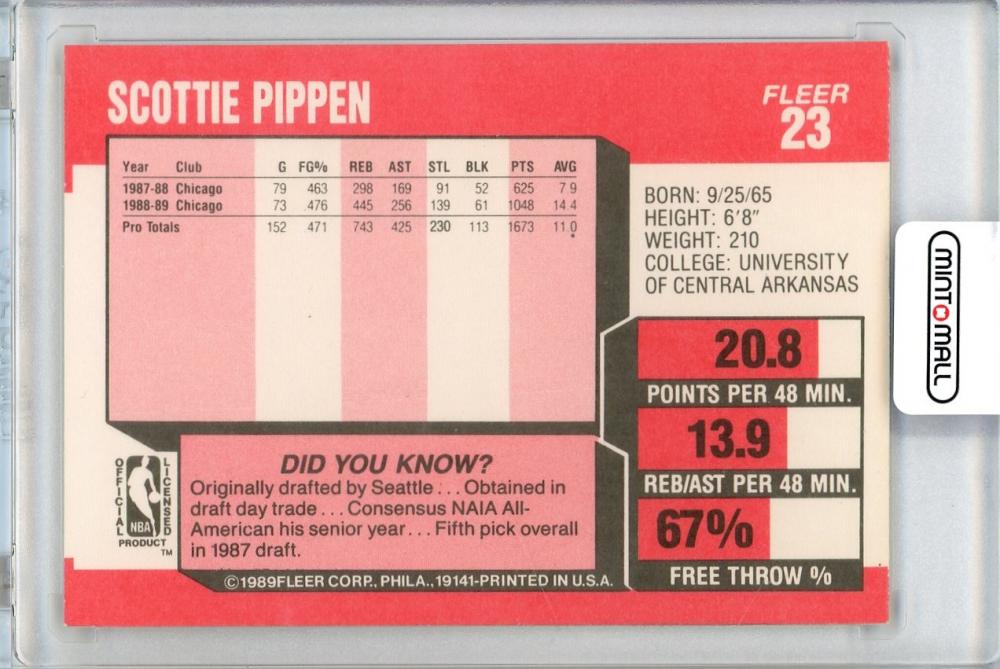 SCOTTIE PIPPEN
FLEER
23
Year Club G FG% REB AST STL BLK PTS AVG
1987-88 Chicago 79 .463 298 169 91 52 625 7.9
1988-89 Chicago 73 .476 445 256 139 61 1048 14.4
Pro Totals 152 .471 743 425 230 113 1673 11.0
BORN: 9/25/65
HEIGHT: 6'8"
WEIGHT: 210
COLLEGE: UNIVERSITY
OF CENTRAL ARKANSAS
20.8
POINTS PER 48 MIN.
13.9
REB/AST PER 48 MIN.
67%
FREE THROW %
DID YOU KNOW?
Originally drafted by Seattle . . . Obtained in
draft day trade . . . Consensus NAIA All-
American his senior year . . . Fifth pick overall
in 1987 draft.
OFFICIAL
LICENSED
NBA
PRODUCT
TM
©1989 FLEER CORP., PHILA., 19141-PRINTED IN U.S.A.
MINTOMALL